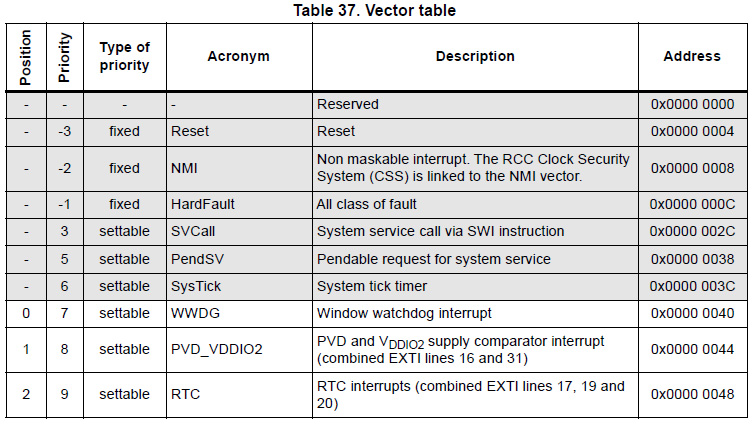 Table 37. Vector table
Position Priority Type of priority Acronym Description Address
- - - - Reserved 0x0000 0000
- -3 fixed Reset Reset 0x0000 0004
- -2 fixed NMI Non maskable interrupt. The RCC Clock Security
System (CSS) is linked to the NMI vector. 0x0000 0008
- -1 fixed HardFault All class of fault 0x0000 000C
- 3 settable SVCall System service call via SWI instruction 0x0000 002C
- 5 settable PendSV Pendable request for system service 0x0000 0038
- 6 settable SysTick System tick timer 0x0000 003C
0 7 settable WWDG Window watchdog interrupt 0x0000 0040
1 8 settable PVD_VDDIO2 PVD and VDDIO2 supply comparator interrupt
(combined EXTI lines 16 and 31) 0x0000 0044
2 9 settable RTC RTC interrupts (combined EXTI lines 17, 19 and
20) 0x0000 0048